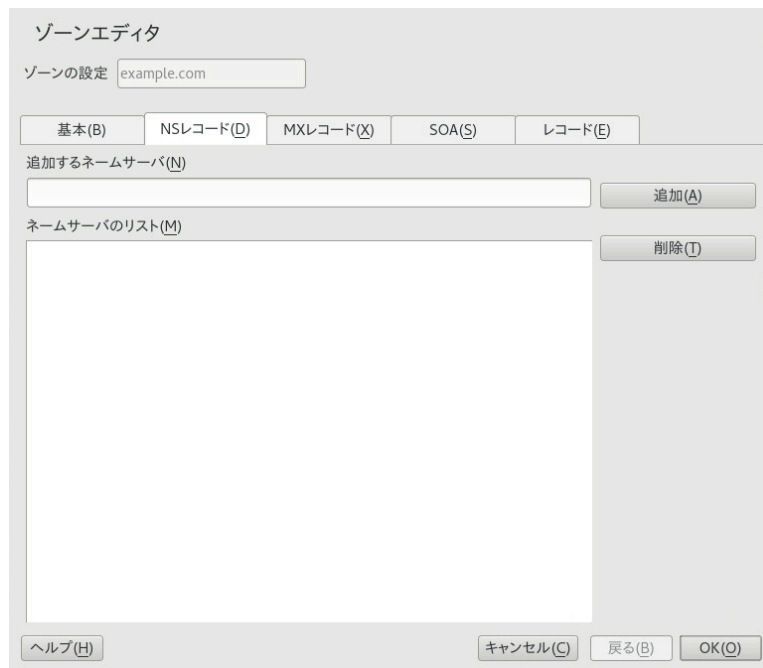 ゾーンエディタ
ゾーンの設定 example.com
基本(B) NSレコード(D) MXレコード(X) SOA(S) レコード(E)
追加するネームサーバ(N)
追加(A)
ネームサーバのリスト(M)
削除(T)
ヘルプ(H) キャンセル(C) 戻る(B) OK(O)